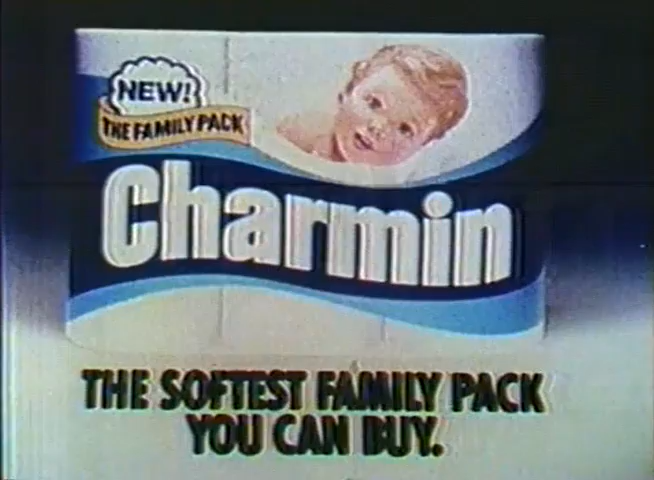 NEW!
THE FAMILY PACK
Charmin
THE SOFTEST FAMILY PACK
YOU CAN BUY.